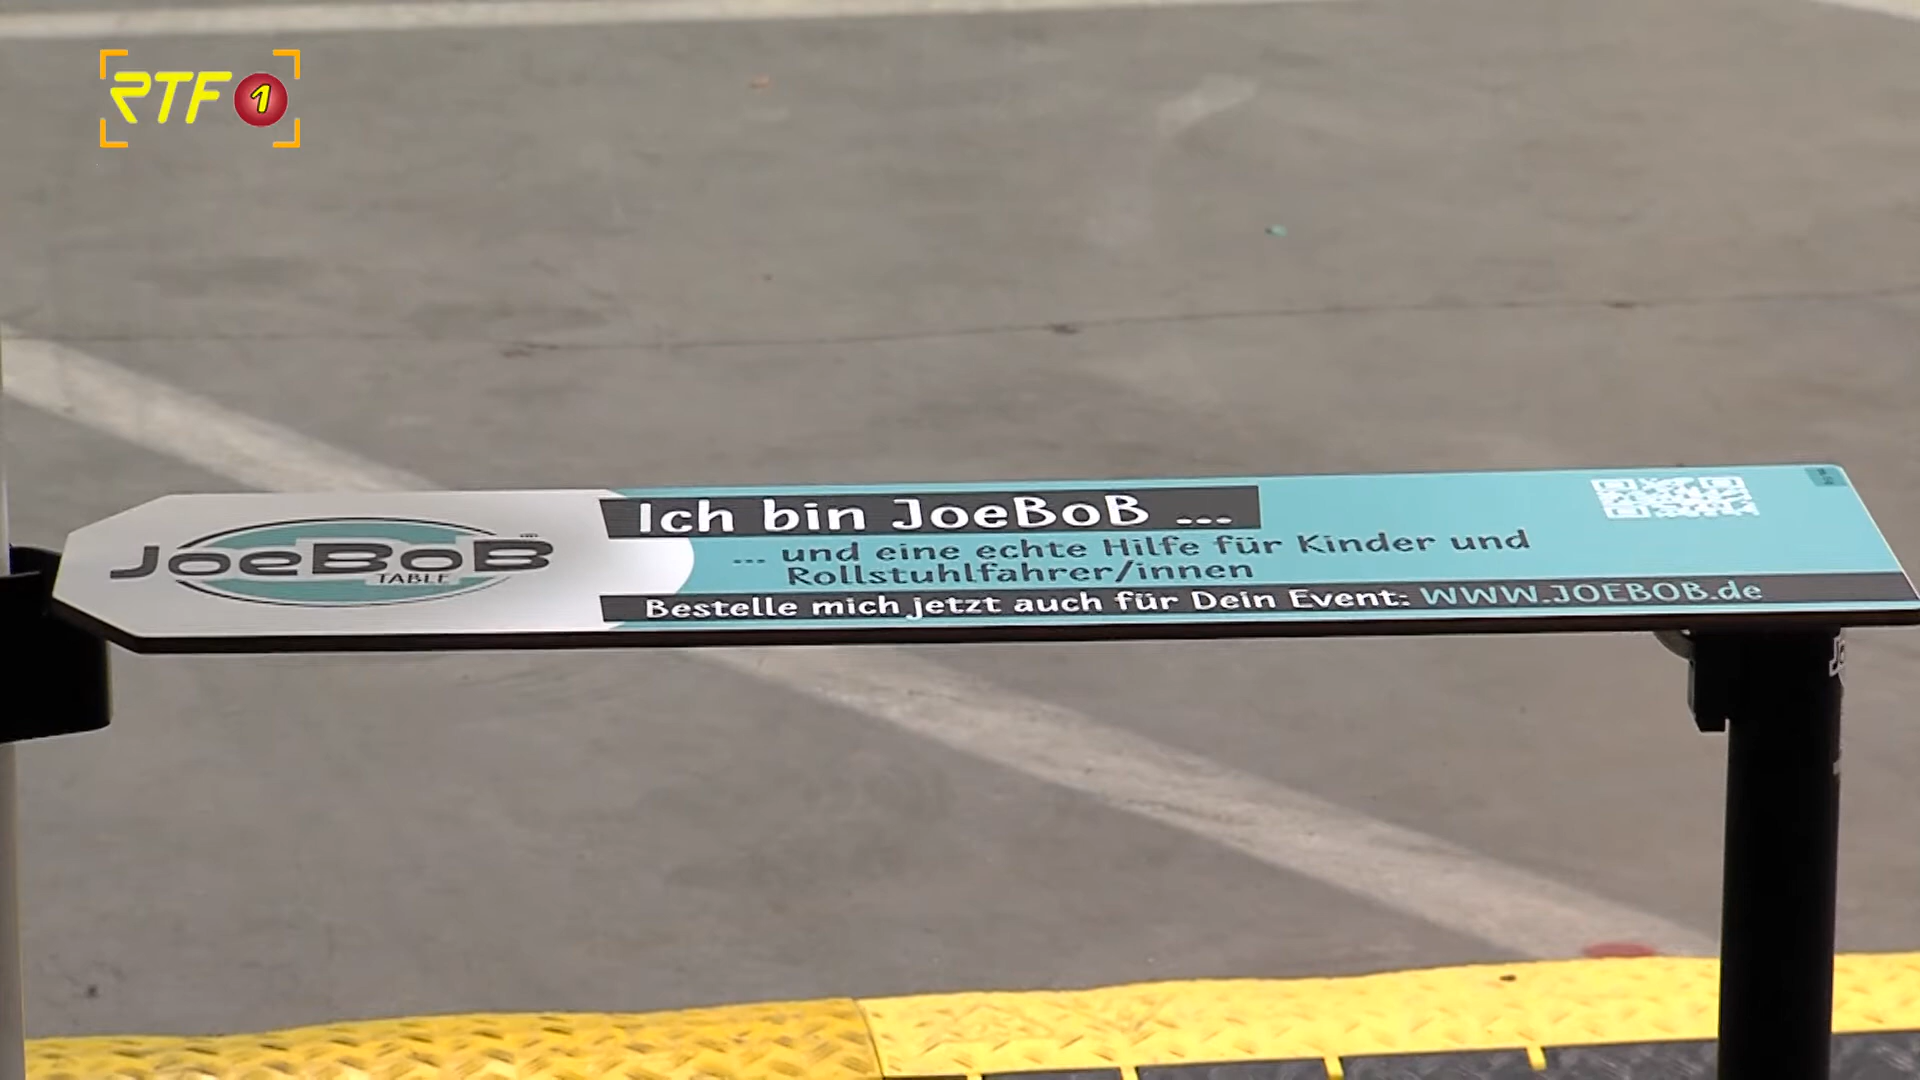 RTF 1
JoeBoB
TABLE
Ich bin JoeBoB ...
... und eine echte Hilfe für Kinder und
Rollstuhlfahrer/innen
Bestelle mich jetzt auch für Dein Event: WWW.JOEBOB.de